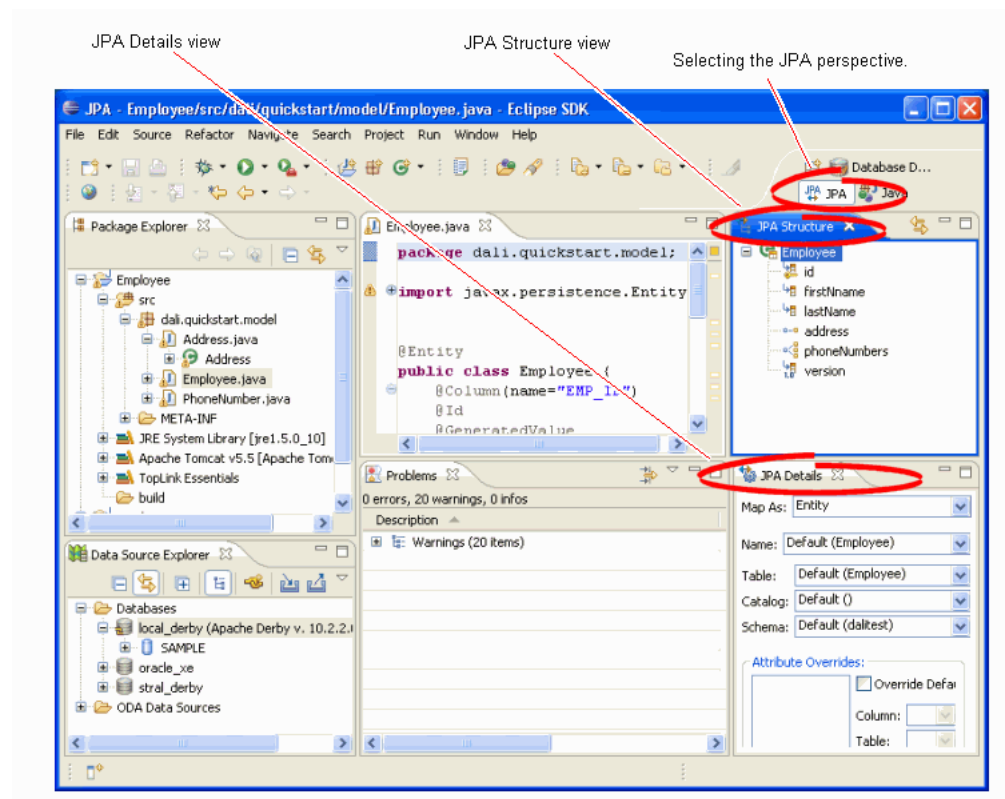 JPA Details view
JPA Structure view
Selecting the JPA perspective.
JPA - Employee/src/dali/quickstart/model/Employee.java - Eclipse SDK
File Edit Source Refactor Navigate Search Project Run Window Help
Database D...
JPA Java
Package Explorer
Employee
src
dali.quickstart.model
Address.java
Address
Employee.java
PhoneNumber.java
META-INF
JRE System Library [jre1.5.0_10]
Apache Tomcat v5.5 [Apache Tom
TopLink Essentials
build
Employee.java
package dali.quickstart.model;
import javax.persistence.Entity
@Entity
public class Employee {
@Column(name="EMP_ID")
@Id
@GeneratedValue
JPA Structure
Employee
id
firstNname
lastName
address
phoneNumbers
version
Data Source Explorer
Databases
local_derby (Apache Derby v. 10.2.2.
SAMPLE
oracle_xe
stral_derby
ODA Data Sources
Problems
0 errors, 20 warnings, 0 infos
Description
Warnings (20 items)
JPA Details
Map As: Entity
Name: Default (Employee)
Table: Default (Employee)
Catalog: Default ()
Schema: Default (dalitest)
Attribute Overrides:
Override Defau
Column:
Table: